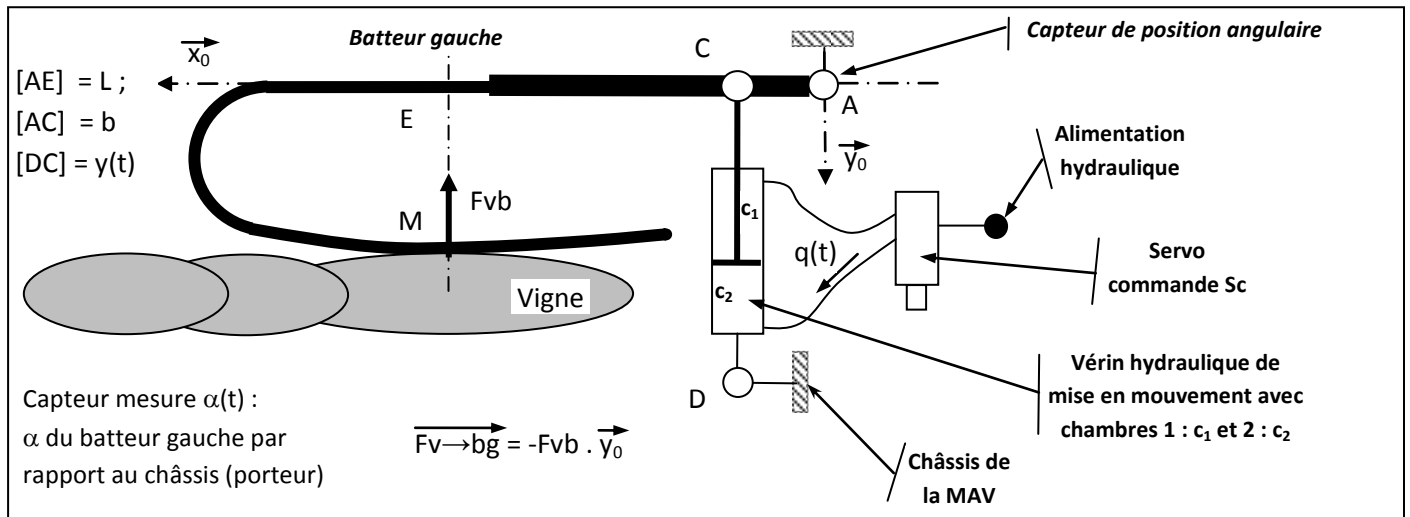 x₀
Batteur gauche
C
Capteur de position angulaire
[AE] = L ;
[AC] = b
[DC] = y(t)
E
A
y₀
Alimentation
hydraulique
Fvb
M
c₁
q(t)
Servo
commande Sc
c₂
Vigne
D
Vérin hydraulique de
mise en mouvement avec
chambres 1 : c₁ et 2 : c₂
Capteur mesure α(t) :
α du batteur gauche par
rapport au châssis (porteur)
Fv→bg = -Fvb . y₀
Châssis de
la MAV